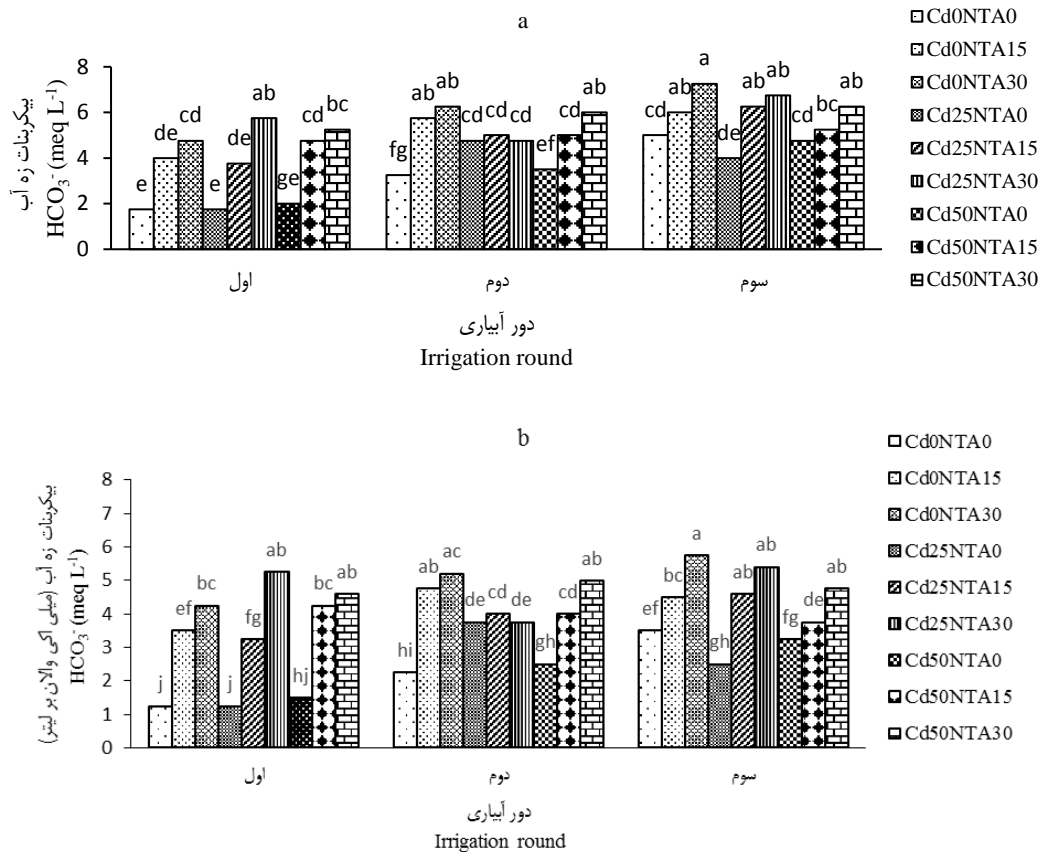 a
بیکربنات زه آب
HCO3- (meq L-1)
8
6
4
2
0
e de cd e de ab ge cd bc
fg ab ab cd cd cd ef cd ab
cd ab a de ab ab cd bc ab
اول دوم سوم
دور آبیاری
Irrigation round
Cd0NTA0
Cd0NTA15
Cd0NTA30
Cd25NTA0
Cd25NTA15
Cd25NTA30
Cd50NTA0
Cd50NTA15
Cd50NTA30
b
بیکربنات زه آب (میلی اکی والان بر لیتر)
HCO3- (meq L-1)
8
7
6
5
4
3
2
1
0
j ef bc j fg ab hj bc ab
hi ab ac de cd de gh cd ab
ef bc a gh ab ab fg de ab
اول دوم سوم
دور آبیاری
Irrigation round
Cd0NTA0
Cd0NTA15
Cd0NTA30
Cd25NTA0
Cd25NTA15
Cd25NTA30
Cd50NTA0
Cd50NTA15
Cd50NTA30